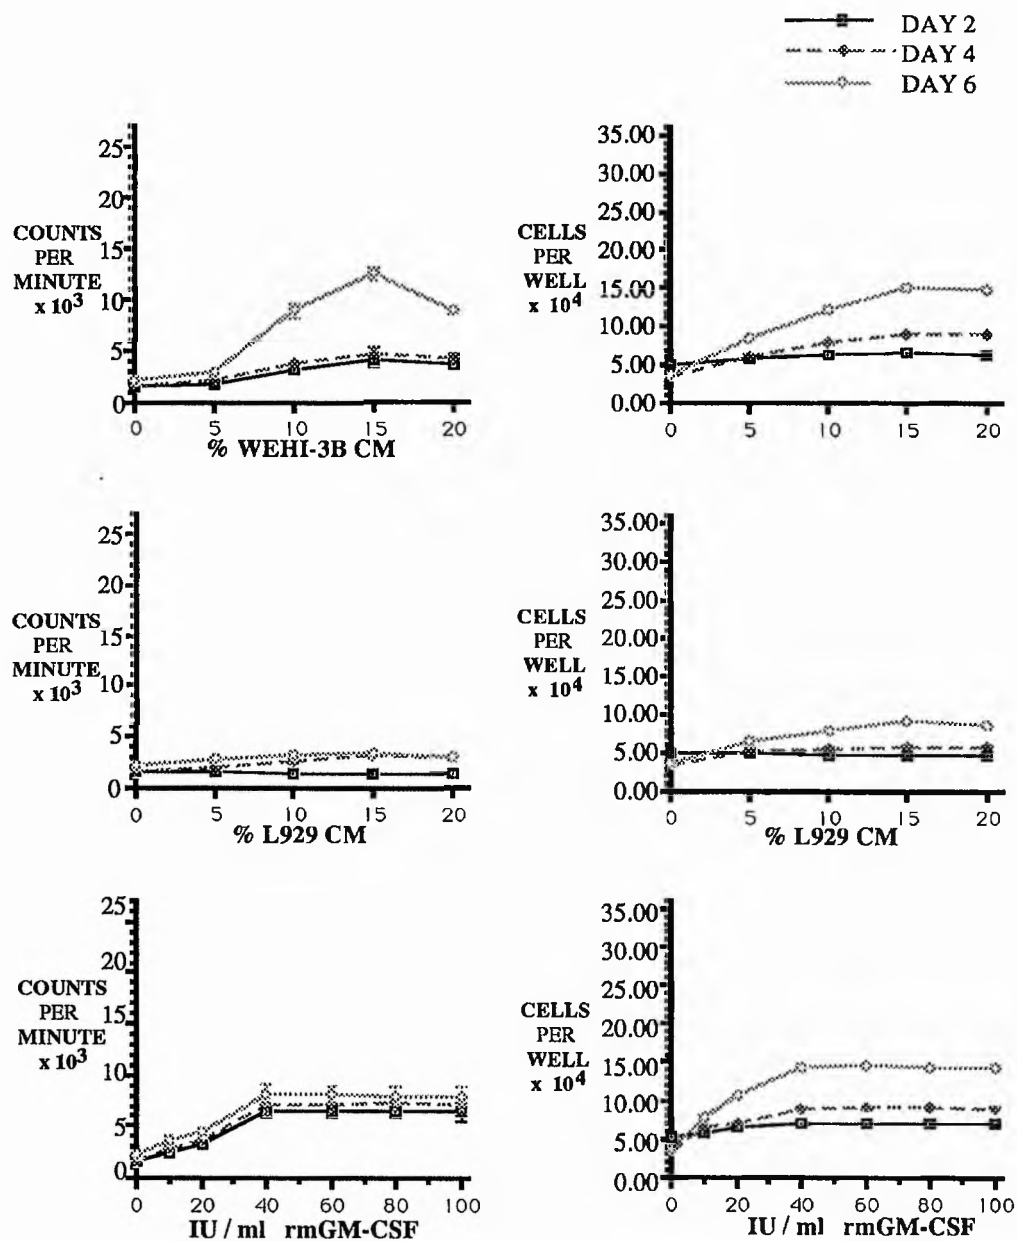 DAY 2
DAY 4
DAY 6
25
20
COUNTS
PER
MINUTE
x 10³
15
10
5
0
0 5 10 15 20
% WEHI-3B CM
35.00
30.00
25.00
20.00
CELLS
PER
WELL
x 10⁴
15.00
10.00
5.00
0.00
0 5 10 15 20
25
20
COUNTS
PER
MINUTE
x 10³
15
10
5
0
0 5 10 15 20
% L929 CM
35.00
30.00
25.00
20.00
CELLS
PER
WELL
x 10⁴
15.00
10.00
5.00
0.00
0 5 10 15 20
% L929 CM
25
20
COUNTS
PER
MINUTE
x 10³
15
10
5
0
0 20 40 60 80 100
IU / ml rmGM-CSF
35.00
30.00
25.00
20.00
CELLS
PER
WELL
x 10⁴
15.00
10.00
5.00
0.00
0 20 40 60 80 100
IU / ml rmGM-CSF